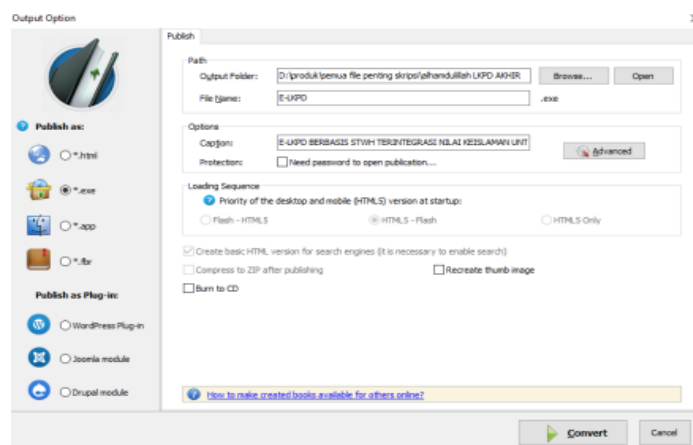 Output Option
Publish
Path
Output Folder: D:\produk\semua file penting skripsi\alhamdulillah LKPD AKHIR Browse... Open
File Name: E-LKPD .exe
Publish as:
Options
Caption: E-LKPD BERBASIS STWH TERINTEGRASI NILAI KEISLAMAN UNT
Advanced
Protection: Need password to open publication....
*.html
*.exe
*.app
*.fbr
Loading Sequence
Priority of the desktop and mobile (HTML5) version at startup:
Flash - HTML5 HTML5 - Flash HTML5 Only
Create basic HTML version for search engines (it is necessary to enable search)
Compress to ZIP after publishing Recreate thumb image
Burn to CD
Publish as Plug-in:
WordPress Plug-in
Joomla module
Drupal module
How to make created books available for others online?
Convert Cancel